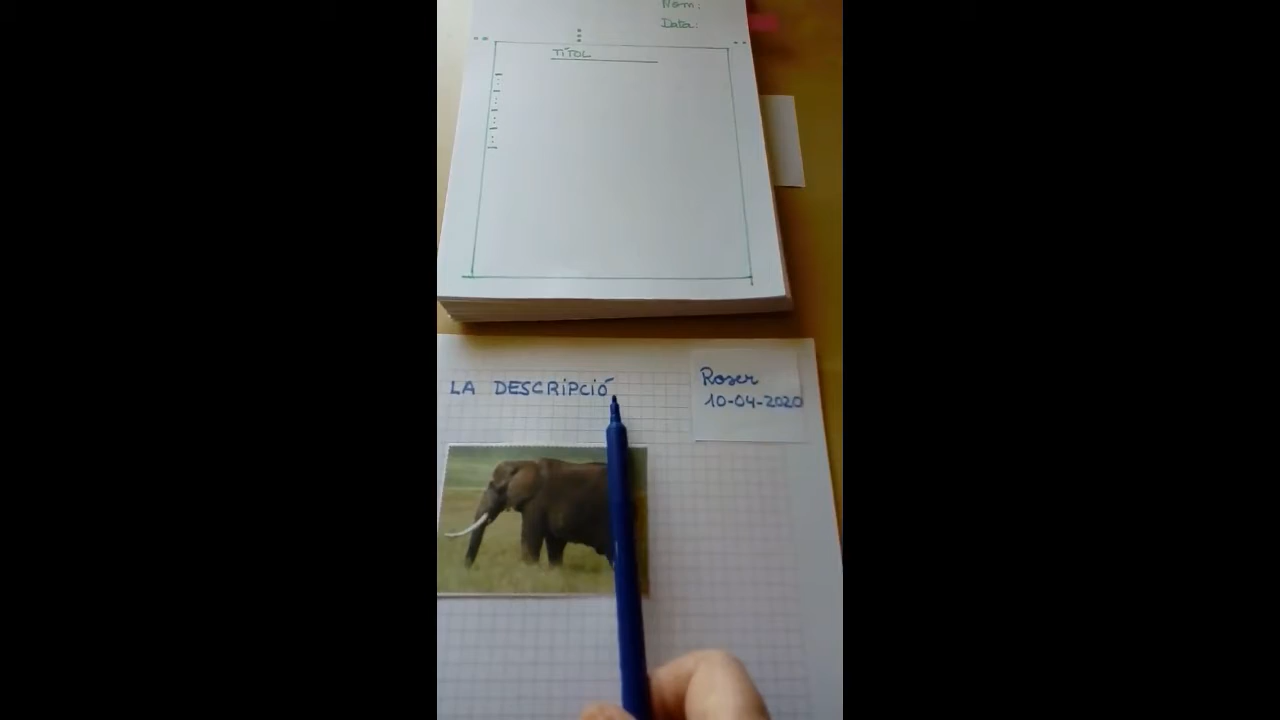 Nom:
Data:
TÍTOL
LA DESCRIPCIÓ
Roser
10-04-2020